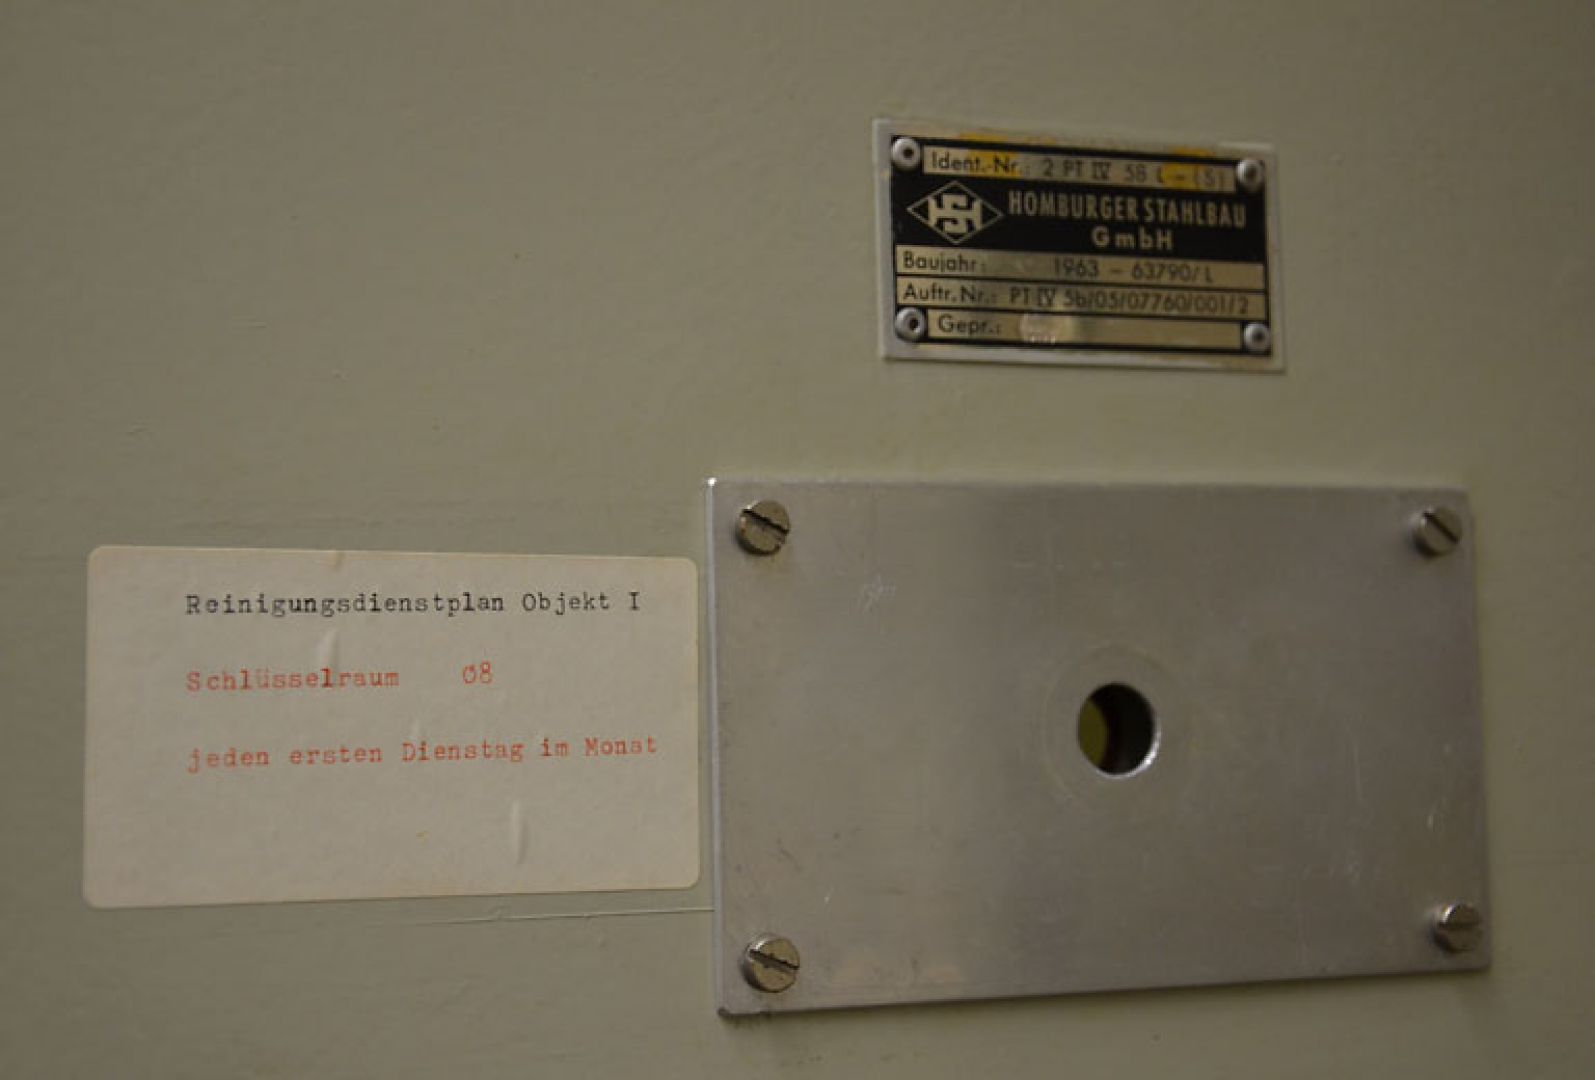 Ident.-Nr.: 2 PT IV 58 L - (S)
HS HOMBURGER STAHLBAU
GmbH
Baujahr: 1963 - 63790/L
Auftr.Nr.: PT IV 5b/05/07760/001/2
Gepr.:
Reinigungsdienstplan Objekt I
Schlüsselraum 08
jeden ersten Dienstag im Monat